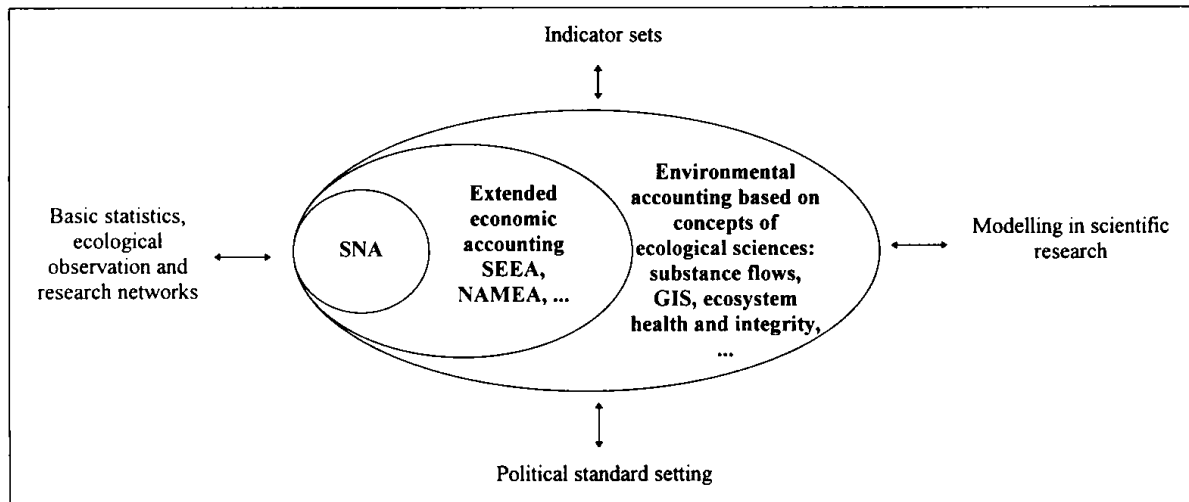 Indicator sets
Basic statistics,
ecological
observation and
research networks
SNA
Extended
economic
accounting
SEEA,
NAMEA, ...
Environmental
accounting based on
concepts of
ecological sciences:
substance flows,
GIS, ecosystem
health and integrity,
...
Modelling in scientific
research
Political standard setting